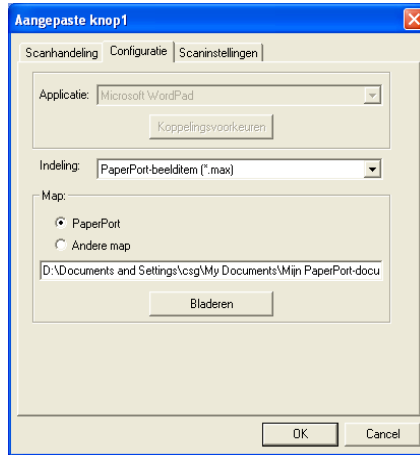 Aangepaste knop1
Scanhandeling Configuratie Scaninstellingen
Applicatie: Microsoft WordPad
Koppelingsvoorkeuren
Indeling: PaperPort-beelditem (*.max)
Map:
PaperPort
Andere map
D:\Documents and Settings\csg\My Documents\Mijn PaperPort-docu
Bladeren
OK Cancel